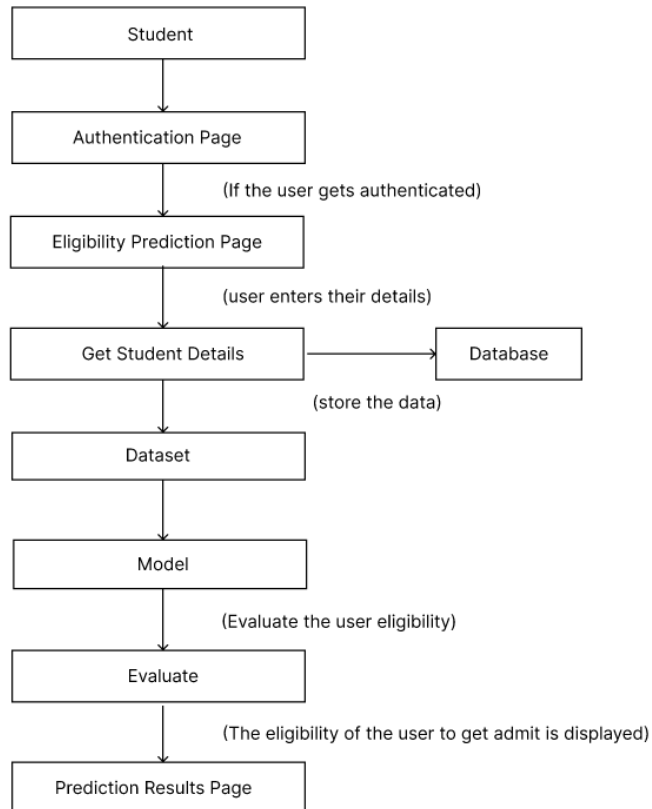 Student
Authentication Page
(If the user gets authenticated)
Eligibility Prediction Page
(user enters their details)
Get Student Details
Database
(store the data)
Dataset
Model
(Evaluate the user eligibility)
Evaluate
(The eligibility of the user to get admit is displayed)
Prediction Results Page